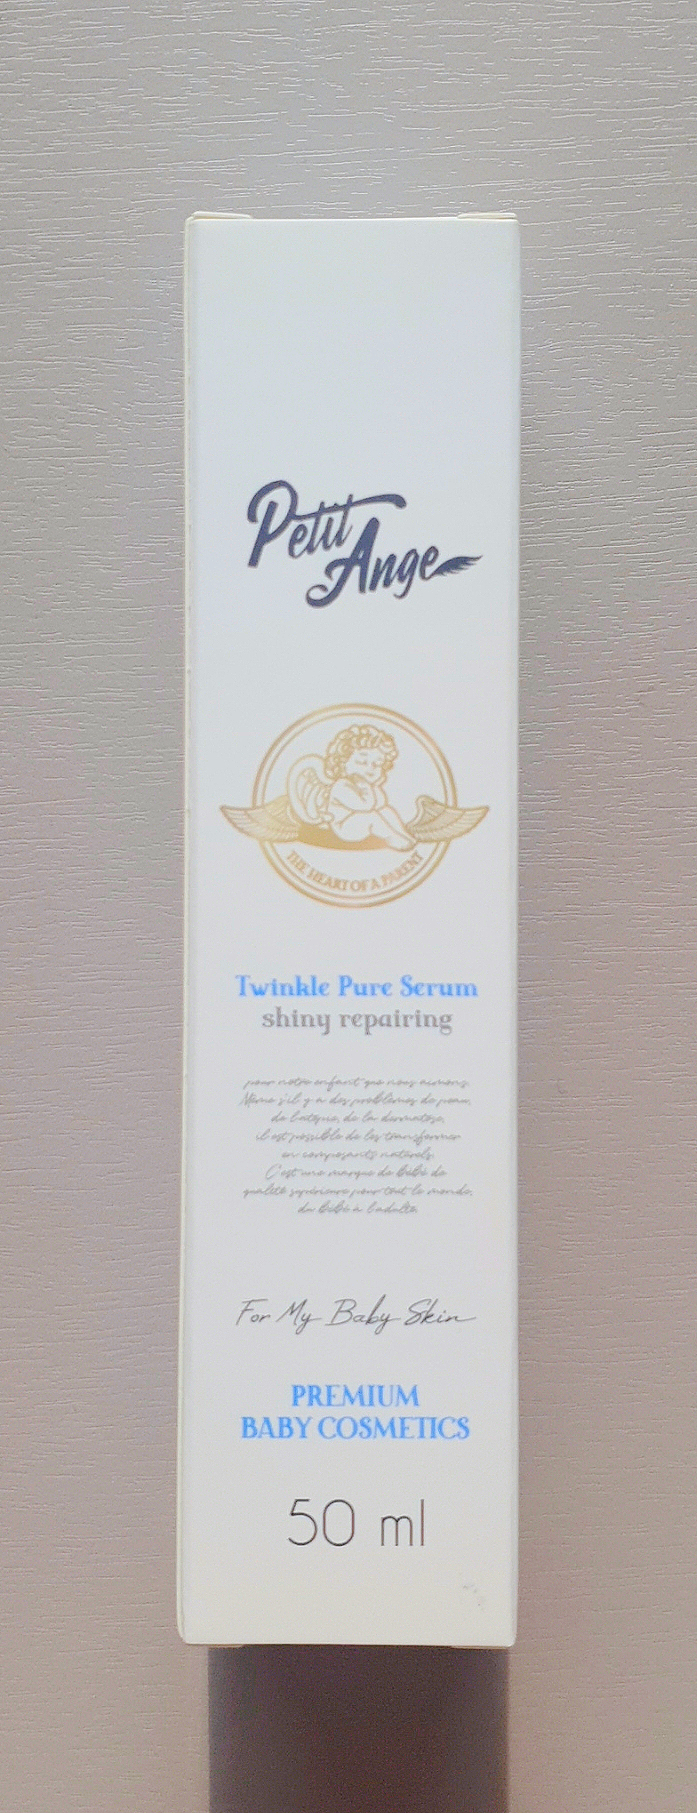 Petit
Ange
THE HEART OF A PARENT
Twinkle Pure Serum
shiny repairing
pour notre enfant que nous aimons.
Même s'il y a des problèmes de peau,
de l'atopie, de la dermatose,
il est possible de les transformer
en composants naturels.
C'est une marque de bébé de
qualité supérieure pour tout le monde,
du bébé à l'adulte.
For My Baby Skin
PREMIUM
BABY COSMETICS
50 ml